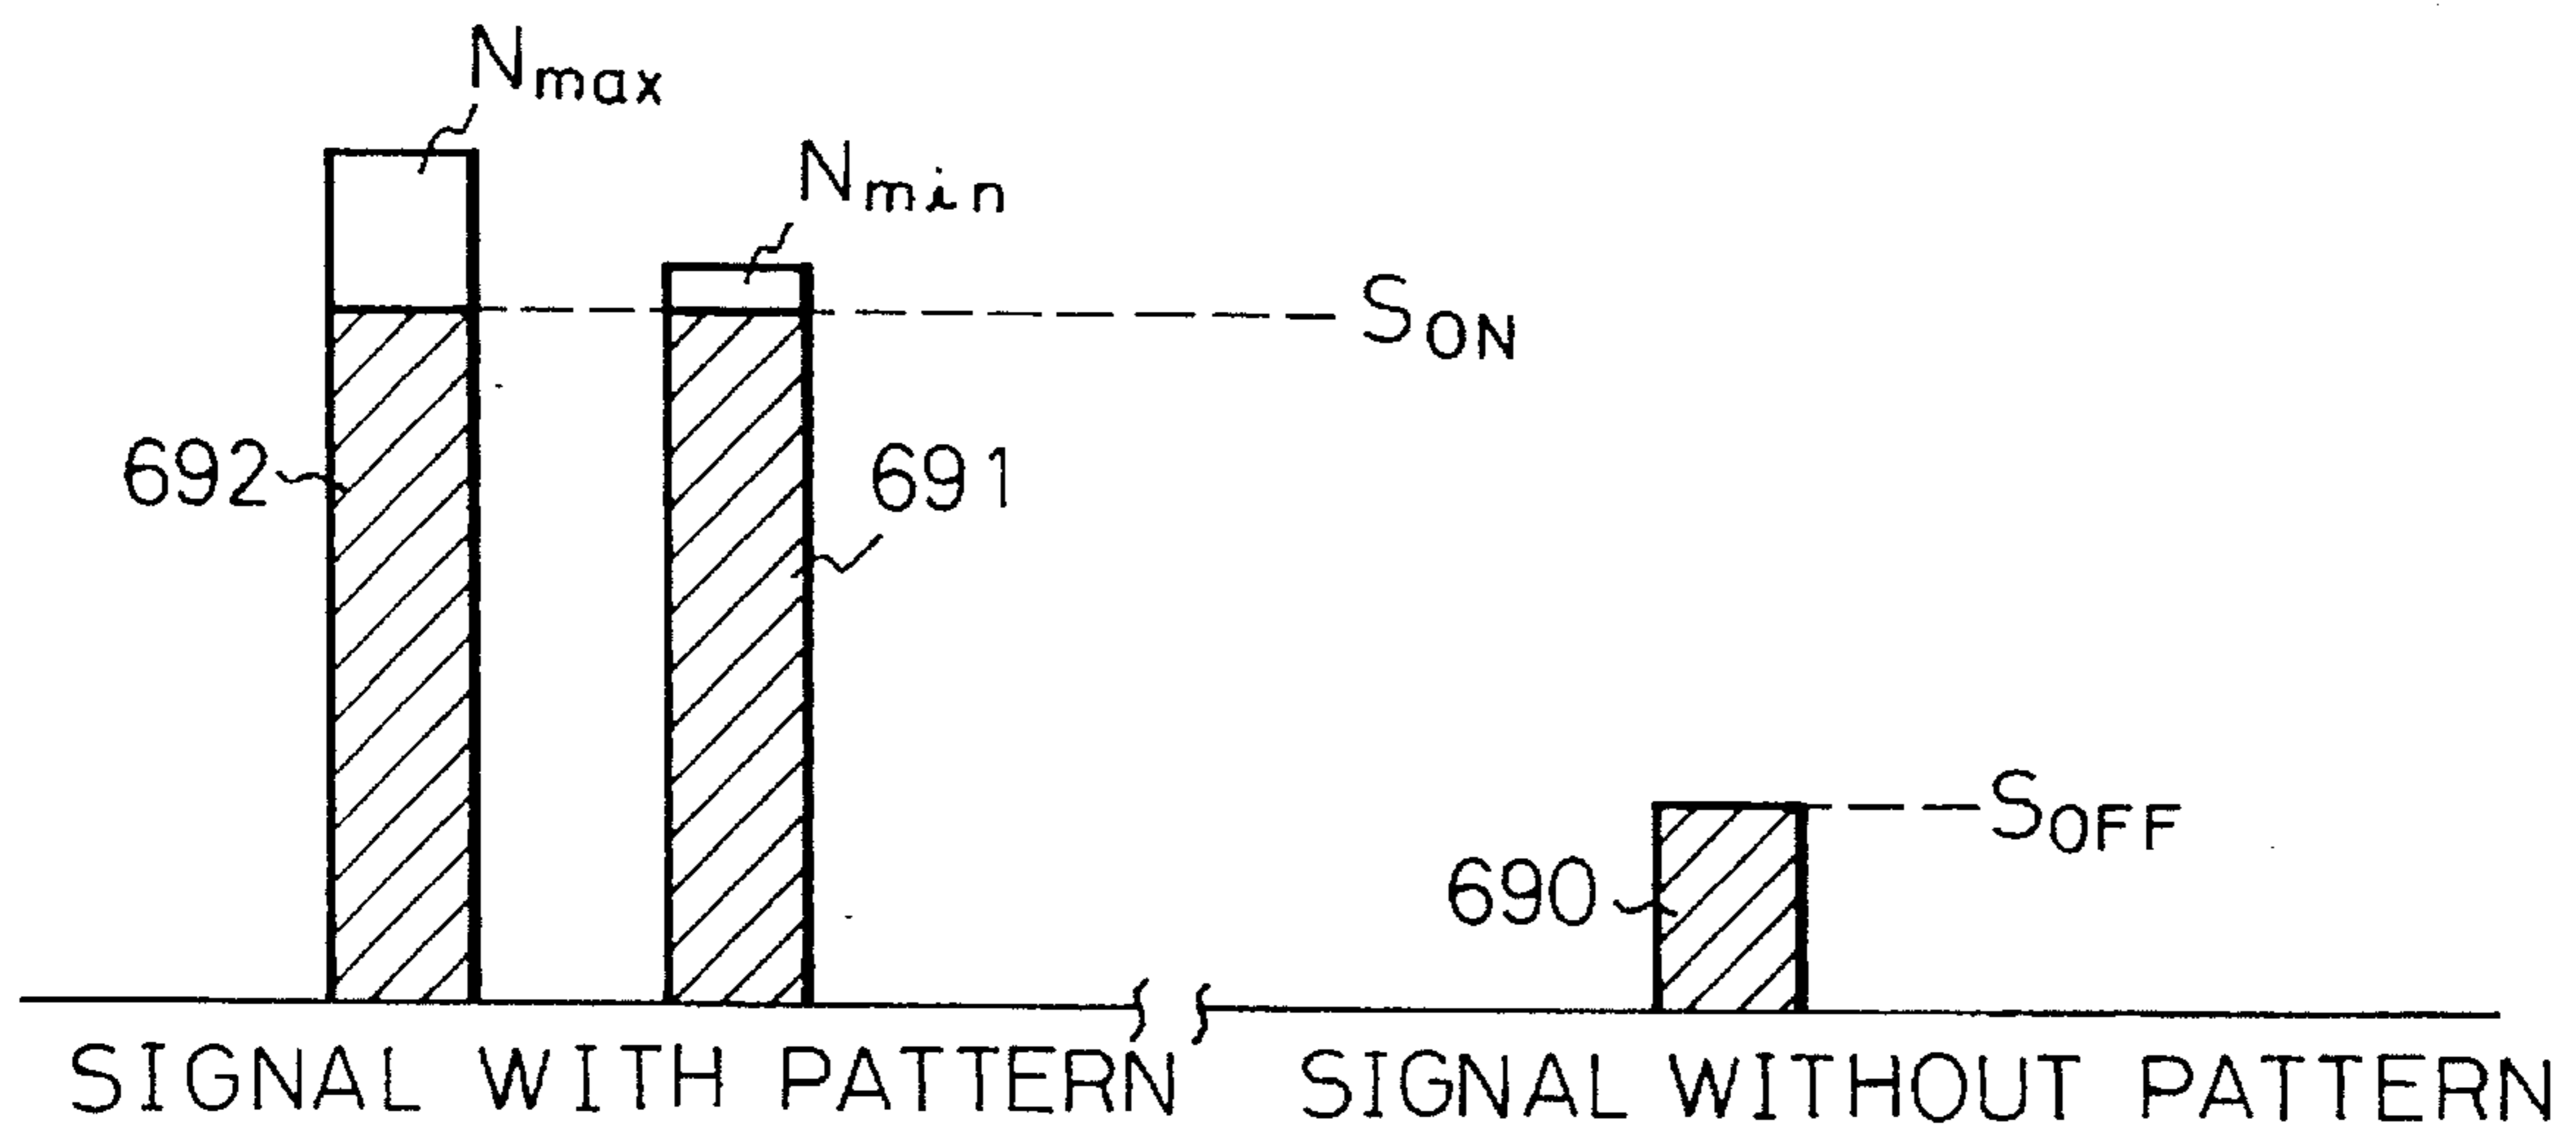 Nmax
Nmin
SON
692
691
SOFF
690
SIGNAL WITH PATTERN
SIGNAL WITHOUT PATTERN